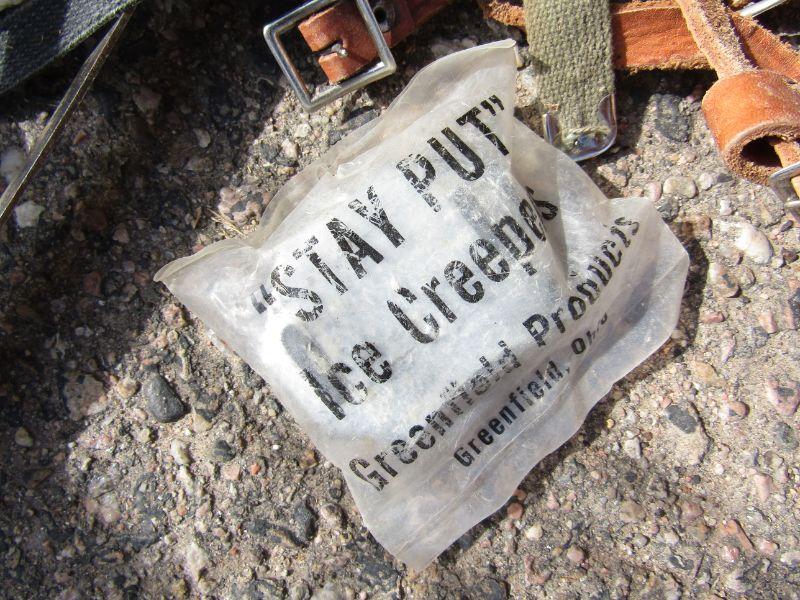 "STAY PUT"
Ice Creepers
Greenfield Products
Greenfield, Ohio